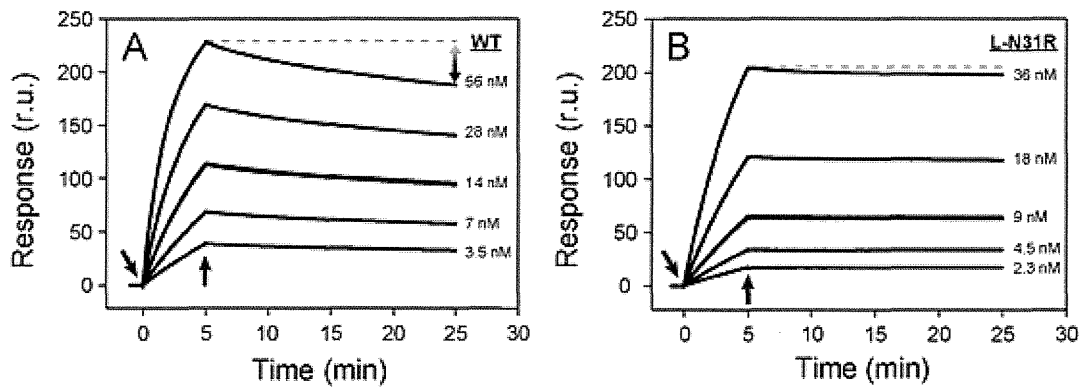 A
WT
Response (r.u.)
250
200
150
100
50
0
56 nM
28 nM
14 nM
7 nM
3.5 nM
0 5 10 15 20 25 30
Time (min)
B
L-N31R
Response (r.u.)
250
200
150
100
50
0
36 nM
18 nM
9 nM
4.5 nM
2.3 nM
0 5 10 15 20 25 30
Time (min)